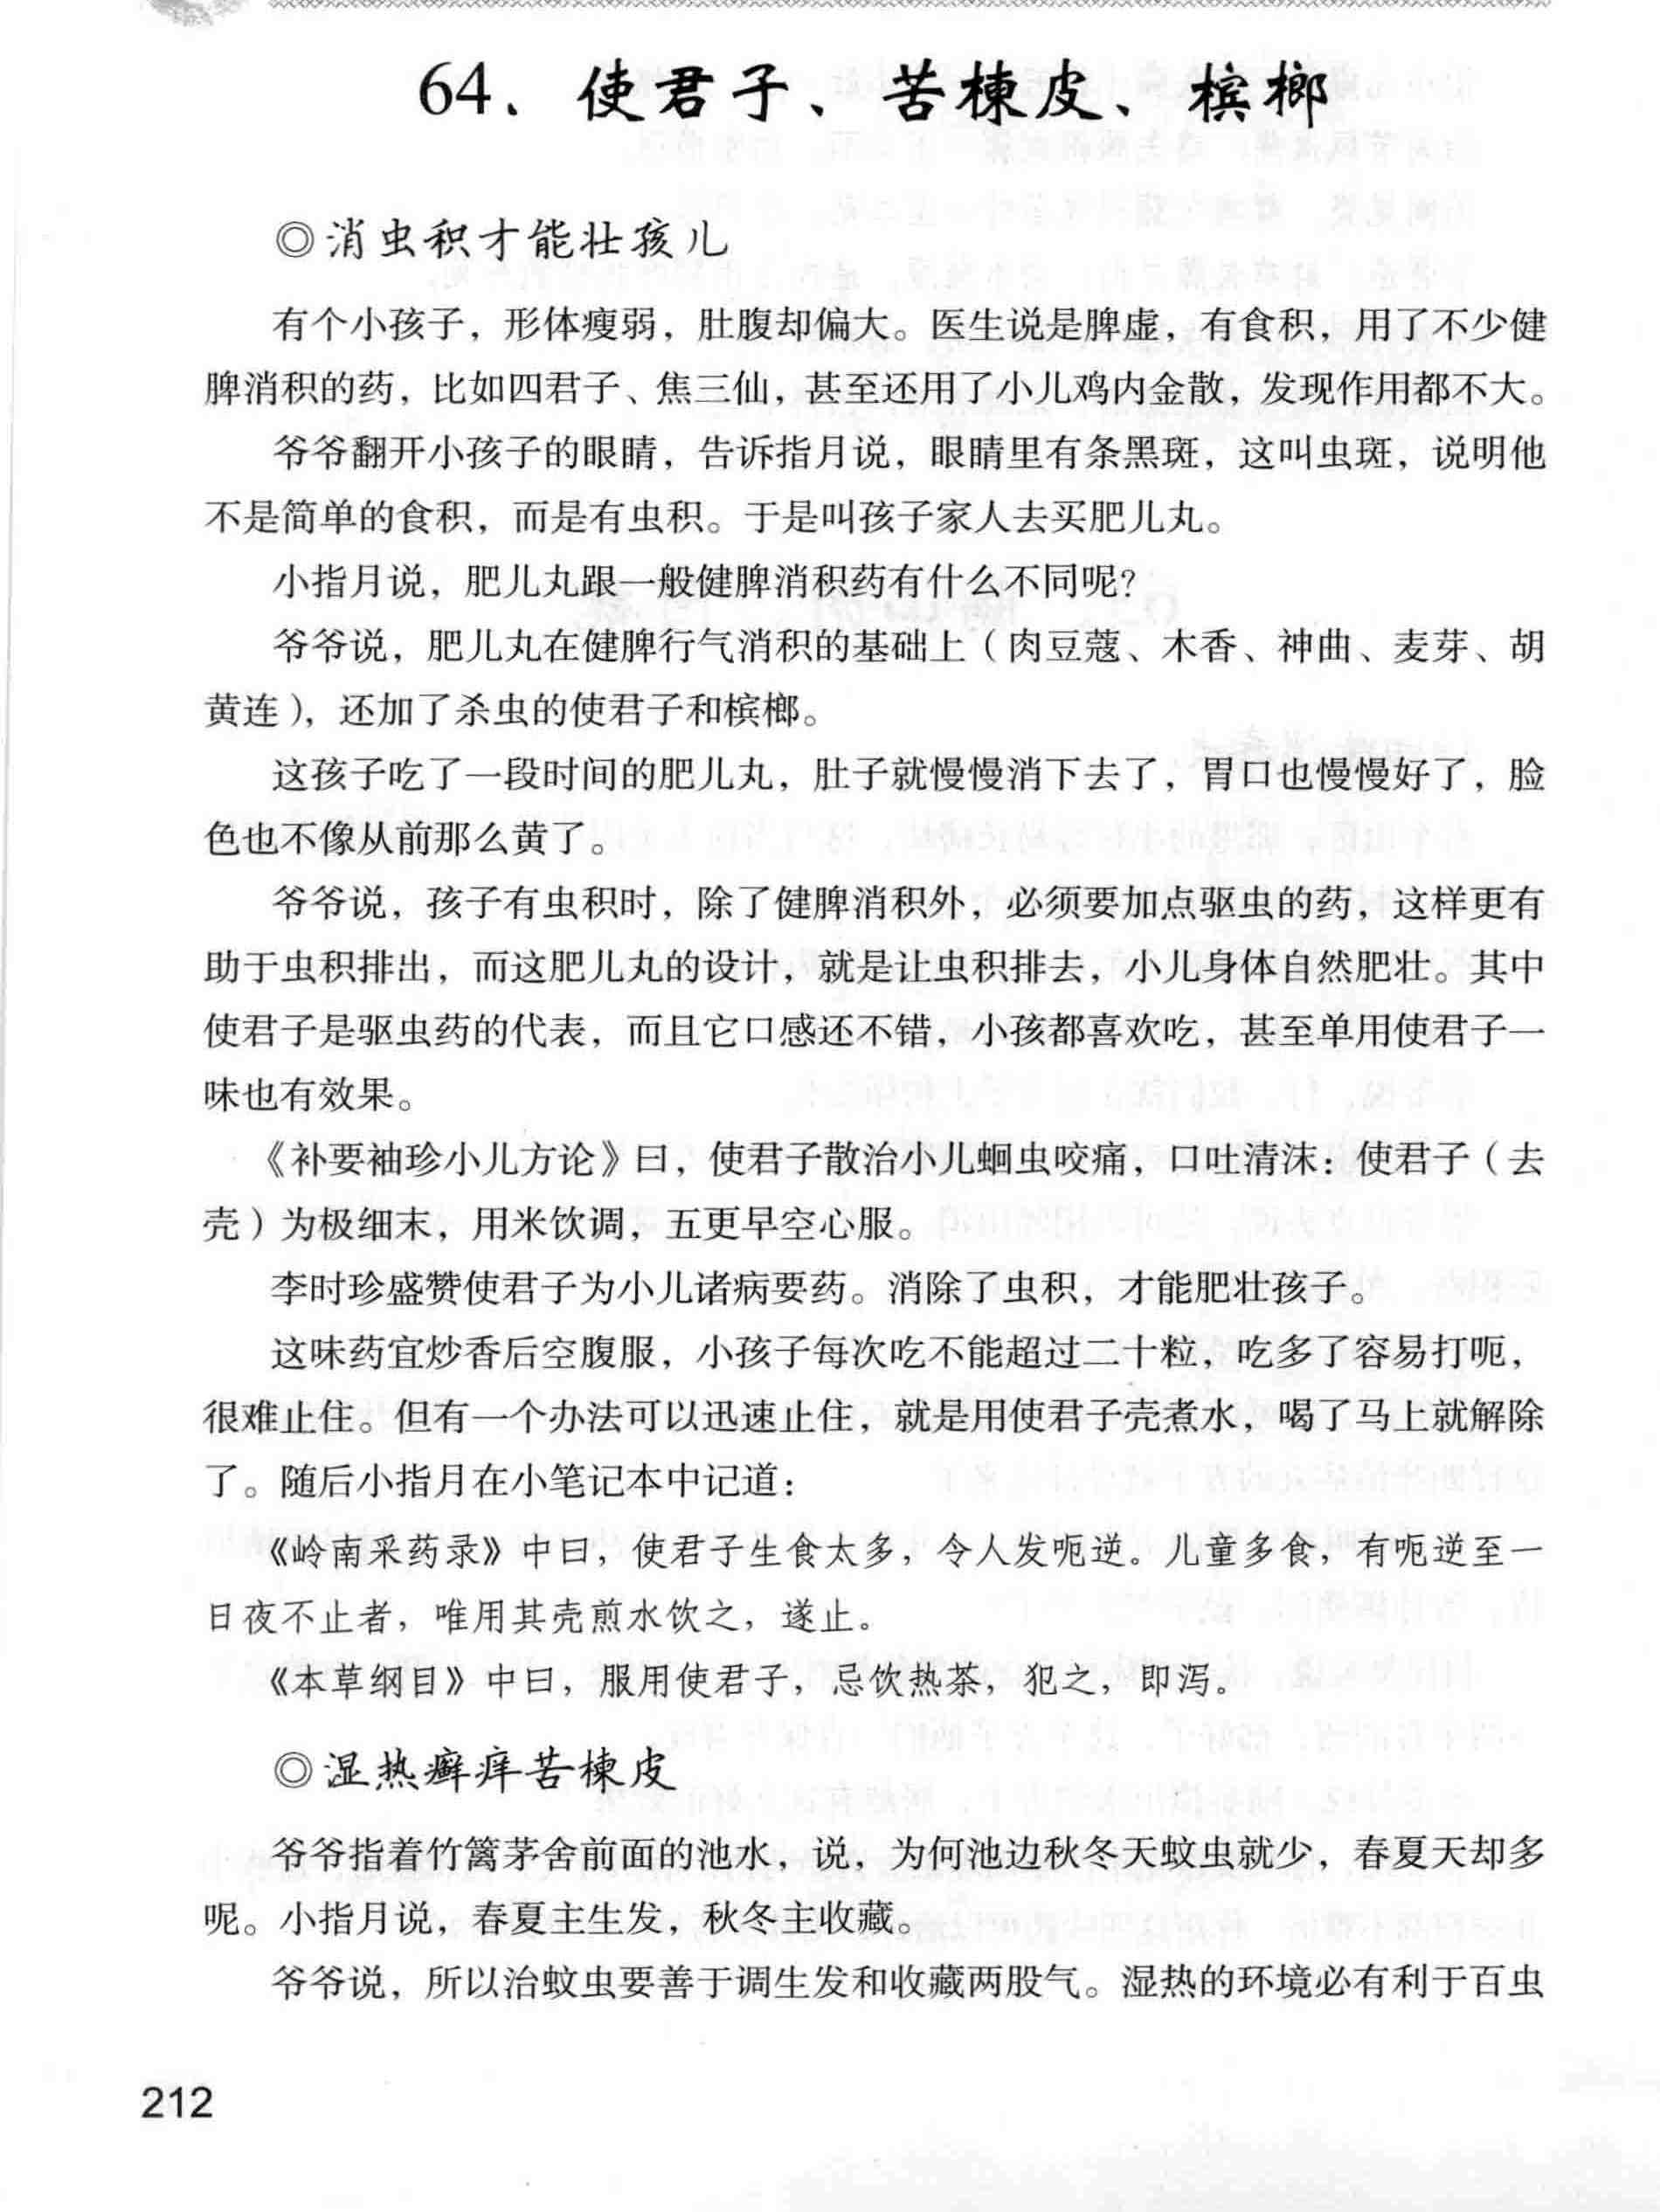 64、使君子、苦楝皮、槟榔
◎消虫积才能壮孩儿
有个小孩子，形体瘦弱，肚腹却偏大。医生说是脾虚，有食积，用了不少健
脾消积的药，比如四君子、焦三仙，甚至还用了小儿鸡内金散，发现作用都不大。
爷爷翻开小孩子的眼睛，告诉指月说，眼睛里有条黑斑，这叫虫斑，说明他
不是简单的食积，而是有虫积。于是叫孩子家人去买肥儿丸。
小指月说，肥儿丸跟一般健脾消积药有什么不同呢？
爷爷说，肥儿丸在健脾行气消积的基础上（肉豆蔻、木香、神曲、麦芽、胡
黄连），还加了杀虫的使君子和槟榔。
这孩子吃了一段时间的肥儿丸，肚子就慢慢消下去了，胃口也慢慢好了，脸
色也不像从前那么黄了。
爷爷说，孩子有虫积时，除了健脾消积外，必须要加点驱虫的药，这样更有
助于虫积排出，而这肥儿丸的设计，就是让虫积排去，小儿身体自然肥壮。其中
使君子是驱虫药的代表，而且它口感还不错，小孩都喜欢吃，甚至单用使君子一
味也有效果。
《补要袖珍小儿方论》曰，使君子散治小儿蛔虫咬痛，口吐清沫：使君子（去
壳）为极细末，用米饮调，五更早空心服。
李时珍盛赞使君子为小儿诸病要药。消除了虫积，才能肥壮孩子。
这味药宜炒香后空腹服，小孩子每次吃不能超过二十粒，吃多了容易打呃，
很难止住。但有一个办法可以迅速止住，就是用使君子壳煮水，喝了马上就解除
了。随后小指月在小笔记本中记道：
《岭南采药录》中曰，使君子生食太多，令人发呃逆。儿童多食，有呃逆至一
日夜不止者，唯用其壳煎水饮之，遂止。
《本草纲目》中曰，服用使君子，忌饮热茶，犯之，即泻。
◎湿热癣痒苦楝皮
爷爷指着竹篱茅舍前面的池水，说，为何池边秋冬天蚊虫就少，春夏天却多
呢。小指月说，春夏主生发，秋冬主收藏。
爷爷说，所以治蚊虫要善于调生发和收藏两股气。湿热的环境必有利于百虫
212